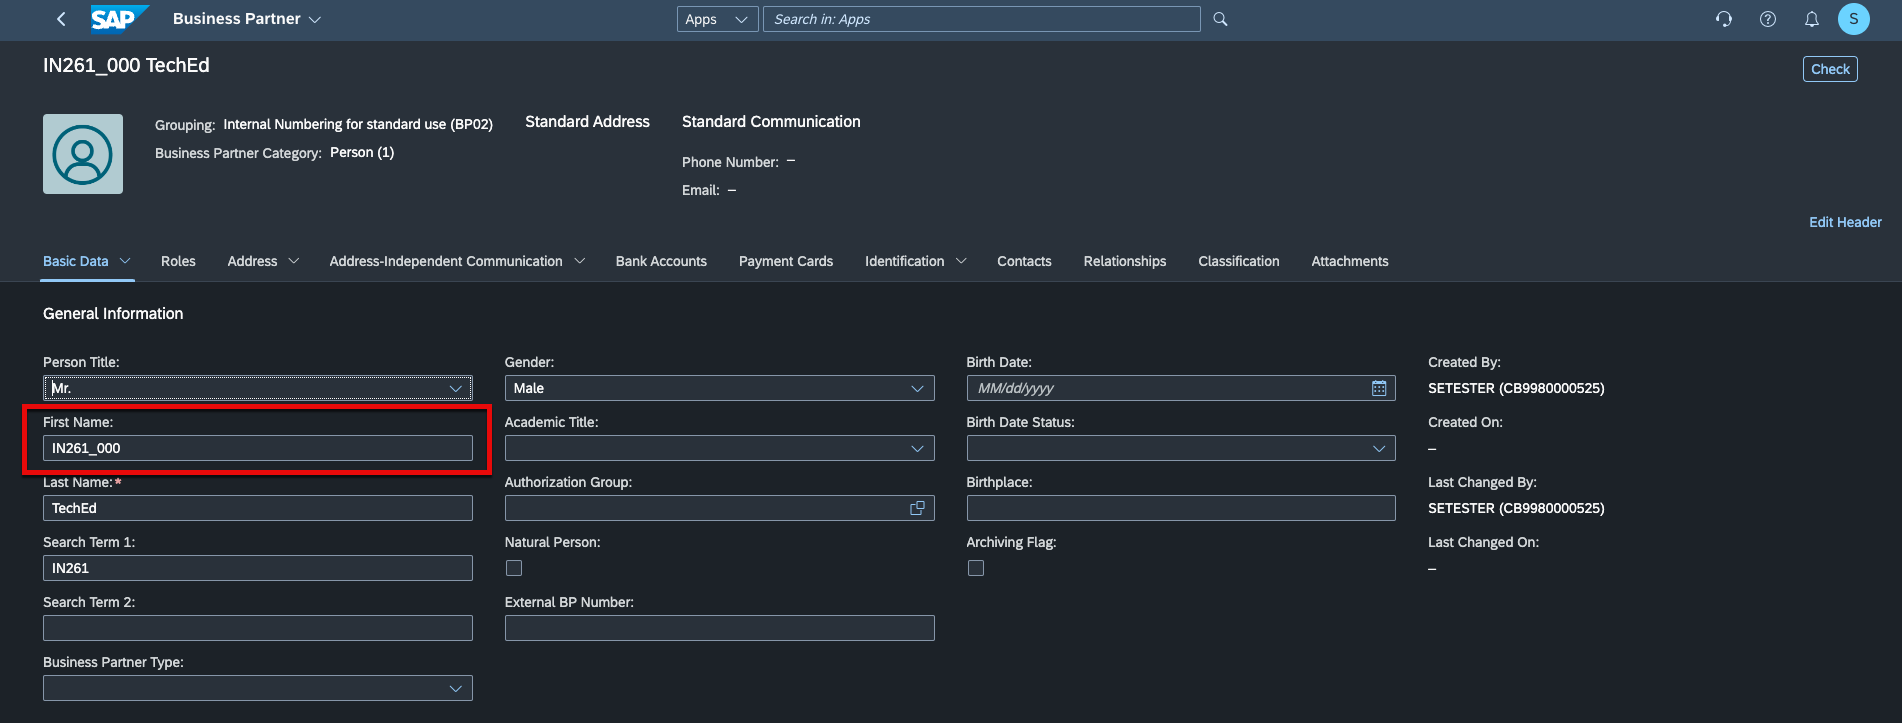 SAP Business Partner Apps Search in: Apps S
IN261_000 TechEd
Check
Grouping: Internal Numbering for standard use (BP02) Standard Address Standard Communication
Business Partner Category: Person (1)
Phone Number: –
Email: –
Edit Header
Basic Data Roles Address Address-Independent Communication Bank Accounts Payment Cards Identification Contacts Relationships Classification Attachments
General Information
Person Title: Gender: Birth Date: Created By:
Mr. Male MM/dd/yyyy SETESTER (CB9980000525)
First Name: Academic Title: Birth Date Status: Created On:
IN261_000 –
Last Name:* Authorization Group: Birthplace: Last Changed By:
TechEd SETESTER (CB9980000525)
Search Term 1: Natural Person: Archiving Flag: Last Changed On:
IN261 –
Search Term 2: External BP Number:
Business Partner Type: